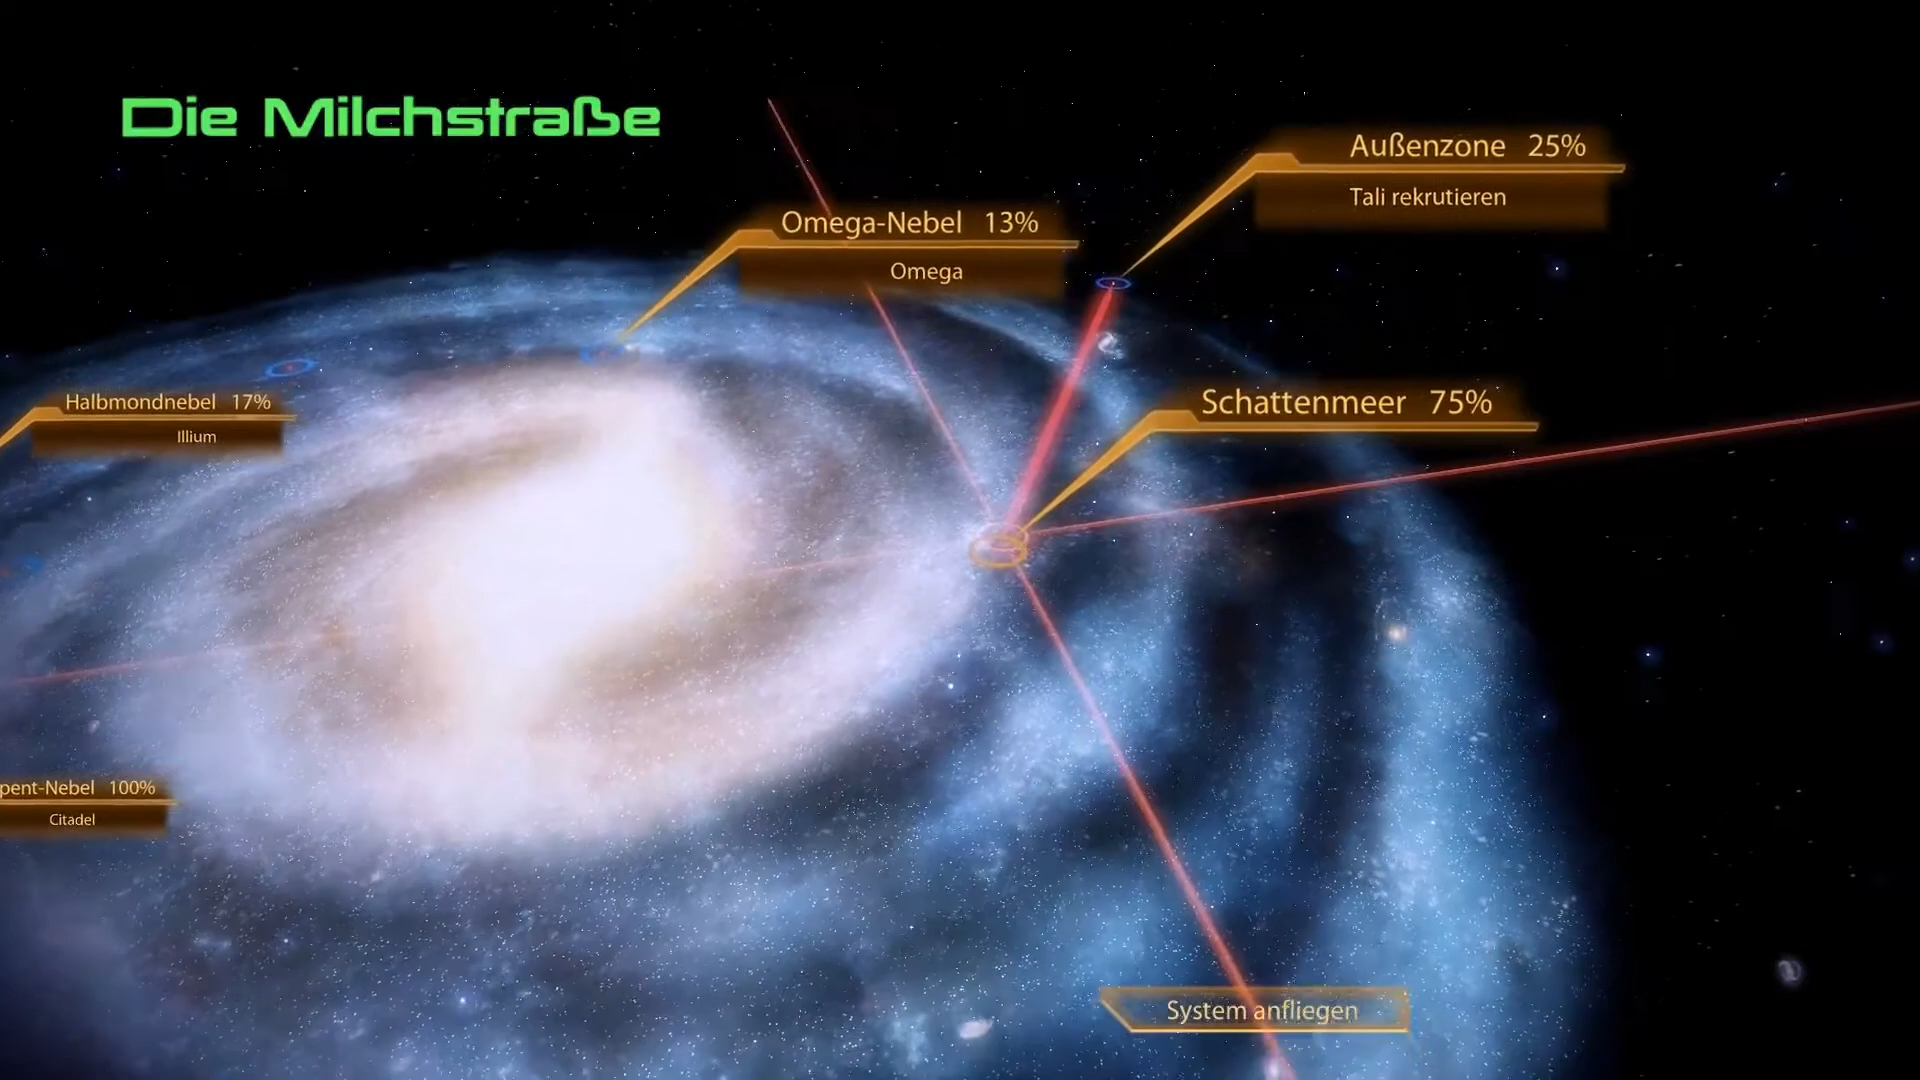 Die Milchstraße
Außenzone 25%
Tali rekrutieren
Omega-Nebel 13%
Omega
Halbmondnebel 17%
Illium
Schattenmeer 75%
pent-Nebel 100%
Citadel
System anfliegen